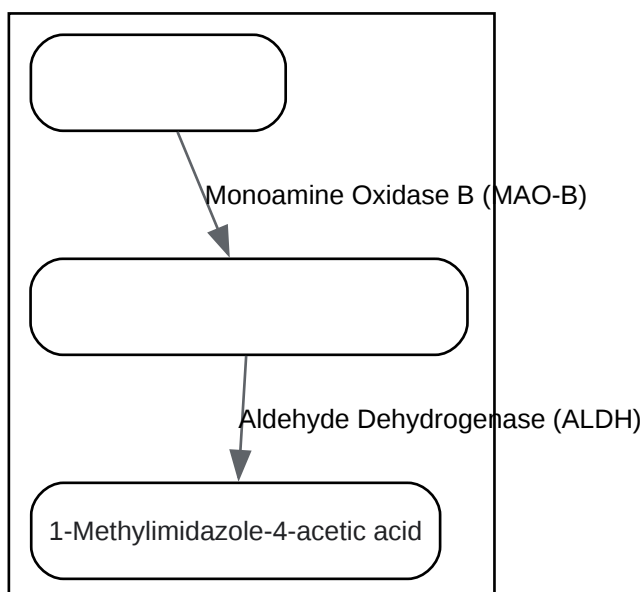 Monoamine Oxidase B (MAO-B)
Aldehyde Dehydrogenase (ALDH)
1-Methylimidazole-4-acetic acid